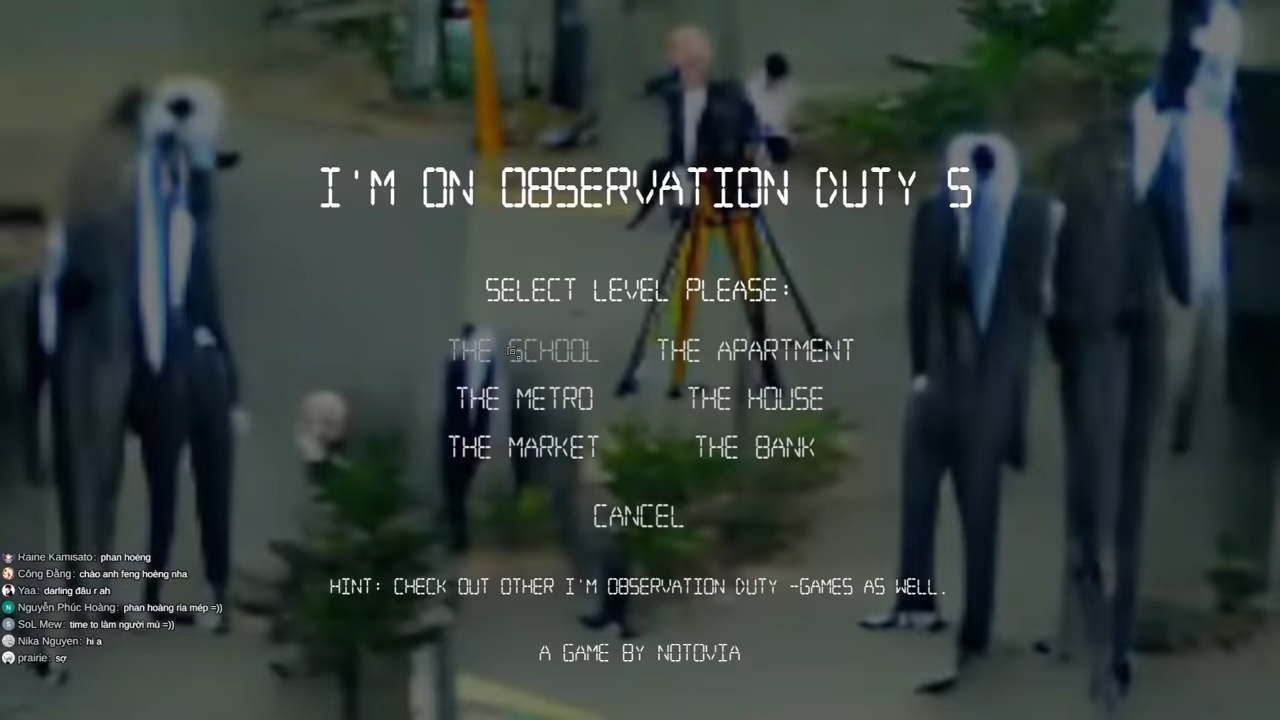 I'M ON OBSERVATION DUTY 5
SELECT LEVEL PLEASE:
THE SCHOOL THE APARTMENT
THE METRO THE HOUSE
THE MARKET THE BANK
CANCEL
HINT: CHECK OUT OTHER I'M OBSERVATION DUTY -GAMES AS WELL.
A GAME BY NOTOVIA
Raine Kamisato: phan hoéng
Công Đằng: chào anh feng hoèng nha
Yaa: darling đâu r ah
N Nguyễn Phúc Hoàng: phan hoàng ria mép =))
S SoL Mew: time to làm người mù =))
Nika Nguyen: hi a
prairie: sợ